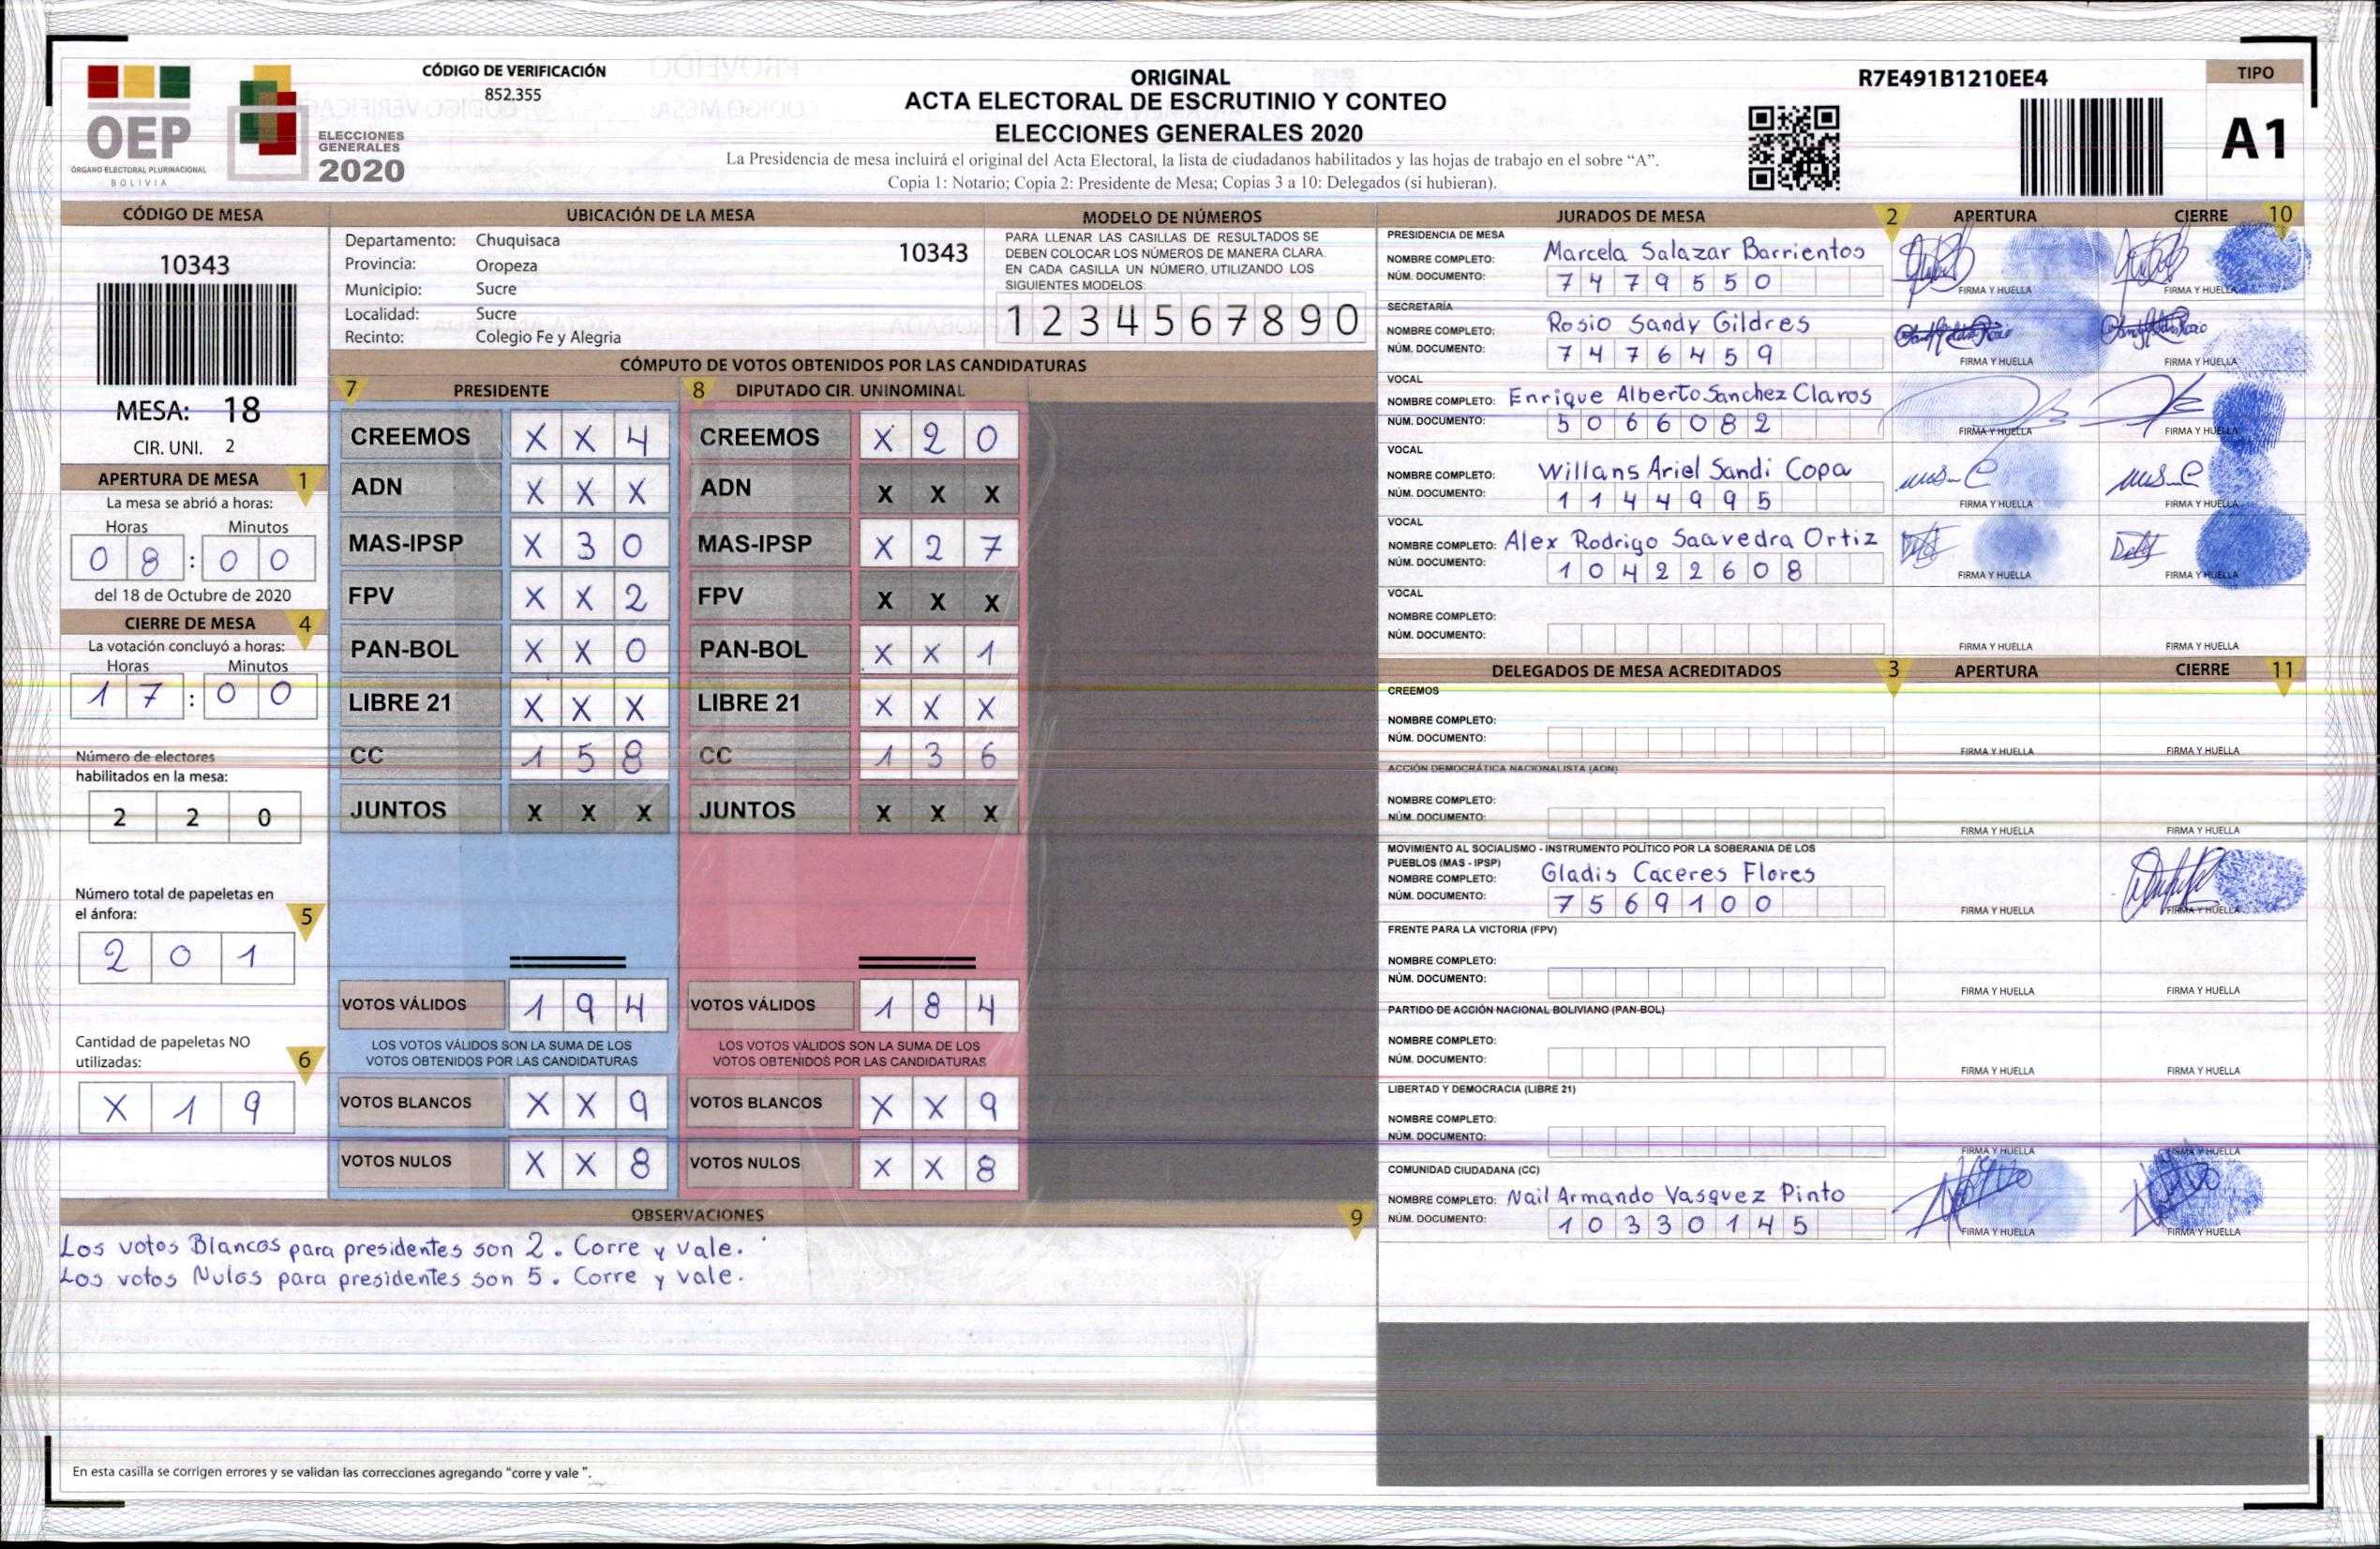 CÓDIGO DE VERIFICACIÓN
852.355
OEP
ÓRGANO ELECTORAL PLURINACIONAL
BOLIVIA
ELECCIONES
GENERALES
2020
ORIGINAL
ACTA ELECTORAL DE ESCRUTINIO Y CONTEO
ELECCIONES GENERALES 2020
La Presidencia de mesa incluirá el original del Acta Electoral, la lista de ciudadanos habilitados y las hojas de trabajo en el sobre “A”.
Copia 1: Notario; Copia 2: Presidente de Mesa; Copias 3 a 10: Delegados (si hubieran).
R7E491B1210EE4
TIPO
A1
CÓDIGO DE MESA
10343
MESA: 18
CIR. UNI. 2
APERTURA DE MESA 1
La mesa se abrió a horas:
Horas Minutos
0 8 : 0 0
del 18 de Octubre de 2020
CIERRE DE MESA 4
La votación concluyó a horas:
Horas Minutos
1 7 : 0 0
Número de electores
habilitados en la mesa:
2 2 0
Número total de papeletas en
el ánfora: 5
2 0 1
Cantidad de papeletas NO
utilizadas: 6
X 1 9
UBICACIÓN DE LA MESA
Departamento: Chuquisaca 10343
Provincia: Oropeza
Municipio: Sucre
Localidad: Sucre
Recinto: Colegio Fe y Alegria
MODELO DE NÚMEROS
PARA LLENAR LAS CASILLAS DE RESULTADOS SE
DEBEN COLOCAR LOS NÚMEROS DE MANERA CLARA.
EN CADA CASILLA UN NÚMERO, UTILIZANDO LOS
SIGUIENTES MODELOS:
1 2 3 4 5 6 7 8 9 0
CÓMPUTO DE VOTOS OBTENIDOS POR LAS CANDIDATURAS
7 PRESIDENTE 8 DIPUTADO CIR. UNINOMINAL
CREEMOS X X 4 CREEMOS X 2 0
ADN X X X ADN X X X
MAS-IPSP X 3 0 MAS-IPSP X 2 7
FPV X X 2 FPV X X X
PAN-BOL X X 0 PAN-BOL X X 1
LIBRE 21 X X X LIBRE 21 X X X
CC 1 5 8 CC 1 3 6
JUNTOS X X X JUNTOS X X X
VOTOS VÁLIDOS 1 9 4 VOTOS VÁLIDOS 1 8 4
LOS VOTOS VÁLIDOS SON LA SUMA DE LOS LOS VOTOS VÁLIDOS SON LA SUMA DE LOS
VOTOS OBTENIDOS POR LAS CANDIDATURAS VOTOS OBTENIDOS POR LAS CANDIDATURAS
VOTOS BLANCOS X X 9 VOTOS BLANCOS X X 9
VOTOS NULOS X X 8 VOTOS NULOS X X 8
OBSERVACIONES 9
Los votos Blancos para presidentes son 2. Corre y vale.
Los votos Nulos para presidentes son 5. Corre y vale.
En esta casilla se corrigen errores y se validan las correcciones agregando “corre y vale ”.
JURADOS DE MESA 2 APERTURA CIERRE 10
PRESIDENCIA DE MESA
NOMBRE COMPLETO: Marcela Salazar Barrientos
NÚM. DOCUMENTO: 7 4 7 9 5 5 0
FIRMA Y HUELLA FIRMA Y HUELLA
SECRETARÍA
NOMBRE COMPLETO: Rosio Sandy Gildres
NÚM. DOCUMENTO: 7 4 7 6 4 5 9
FIRMA Y HUELLA FIRMA Y HUELLA
VOCAL
NOMBRE COMPLETO: Enrique Alberto Sanchez Claros
NÚM. DOCUMENTO: 5 0 6 6 0 8 2
FIRMA Y HUELLA FIRMA Y HUELLA
VOCAL
NOMBRE COMPLETO: Willans Ariel Sandi Copa
NÚM. DOCUMENTO: 1 1 4 4 9 9 5
FIRMA Y HUELLA FIRMA Y HUELLA
VOCAL
NOMBRE COMPLETO: Alex Rodrigo Saavedra Ortiz
NÚM. DOCUMENTO: 1 0 4 2 2 6 0 8
FIRMA Y HUELLA FIRMA Y HUELLA
VOCAL
NOMBRE COMPLETO:
NÚM. DOCUMENTO:
FIRMA Y HUELLA FIRMA Y HUELLA
DELEGADOS DE MESA ACREDITADOS 3 APERTURA CIERRE 11
CREEMOS
NOMBRE COMPLETO:
NÚM. DOCUMENTO:
FIRMA Y HUELLA FIRMA Y HUELLA
ACCIÓN DEMOCRÁTICA NACIONALISTA (ADN)
NOMBRE COMPLETO:
NÚM. DOCUMENTO:
FIRMA Y HUELLA FIRMA Y HUELLA
MOVIMIENTO AL SOCIALISMO - INSTRUMENTO POLÍTICO POR LA SOBERANIA DE LOS
PUEBLOS (MAS - IPSP)
NOMBRE COMPLETO: Gladis Caceres Flores
NÚM. DOCUMENTO: 7 5 6 9 1 0 0
FIRMA Y HUELLA FIRMA Y HUELLA
FRENTE PARA LA VICTORIA (FPV)
NOMBRE COMPLETO:
NÚM. DOCUMENTO:
FIRMA Y HUELLA FIRMA Y HUELLA
PARTIDO DE ACCIÓN NACIONAL BOLIVIANO (PAN-BOL)
NOMBRE COMPLETO:
NÚM. DOCUMENTO:
FIRMA Y HUELLA FIRMA Y HUELLA
LIBERTAD Y DEMOCRACIA (LIBRE 21)
NOMBRE COMPLETO:
NÚM. DOCUMENTO:
FIRMA Y HUELLA FIRMA Y HUELLA
COMUNIDAD CIUDADANA (CC)
NOMBRE COMPLETO: Nail Armando Vasquez Pinto
NÚM. DOCUMENTO: 1 0 3 3 0 1 4 5
FIRMA Y HUELLA FIRMA Y HUELLA